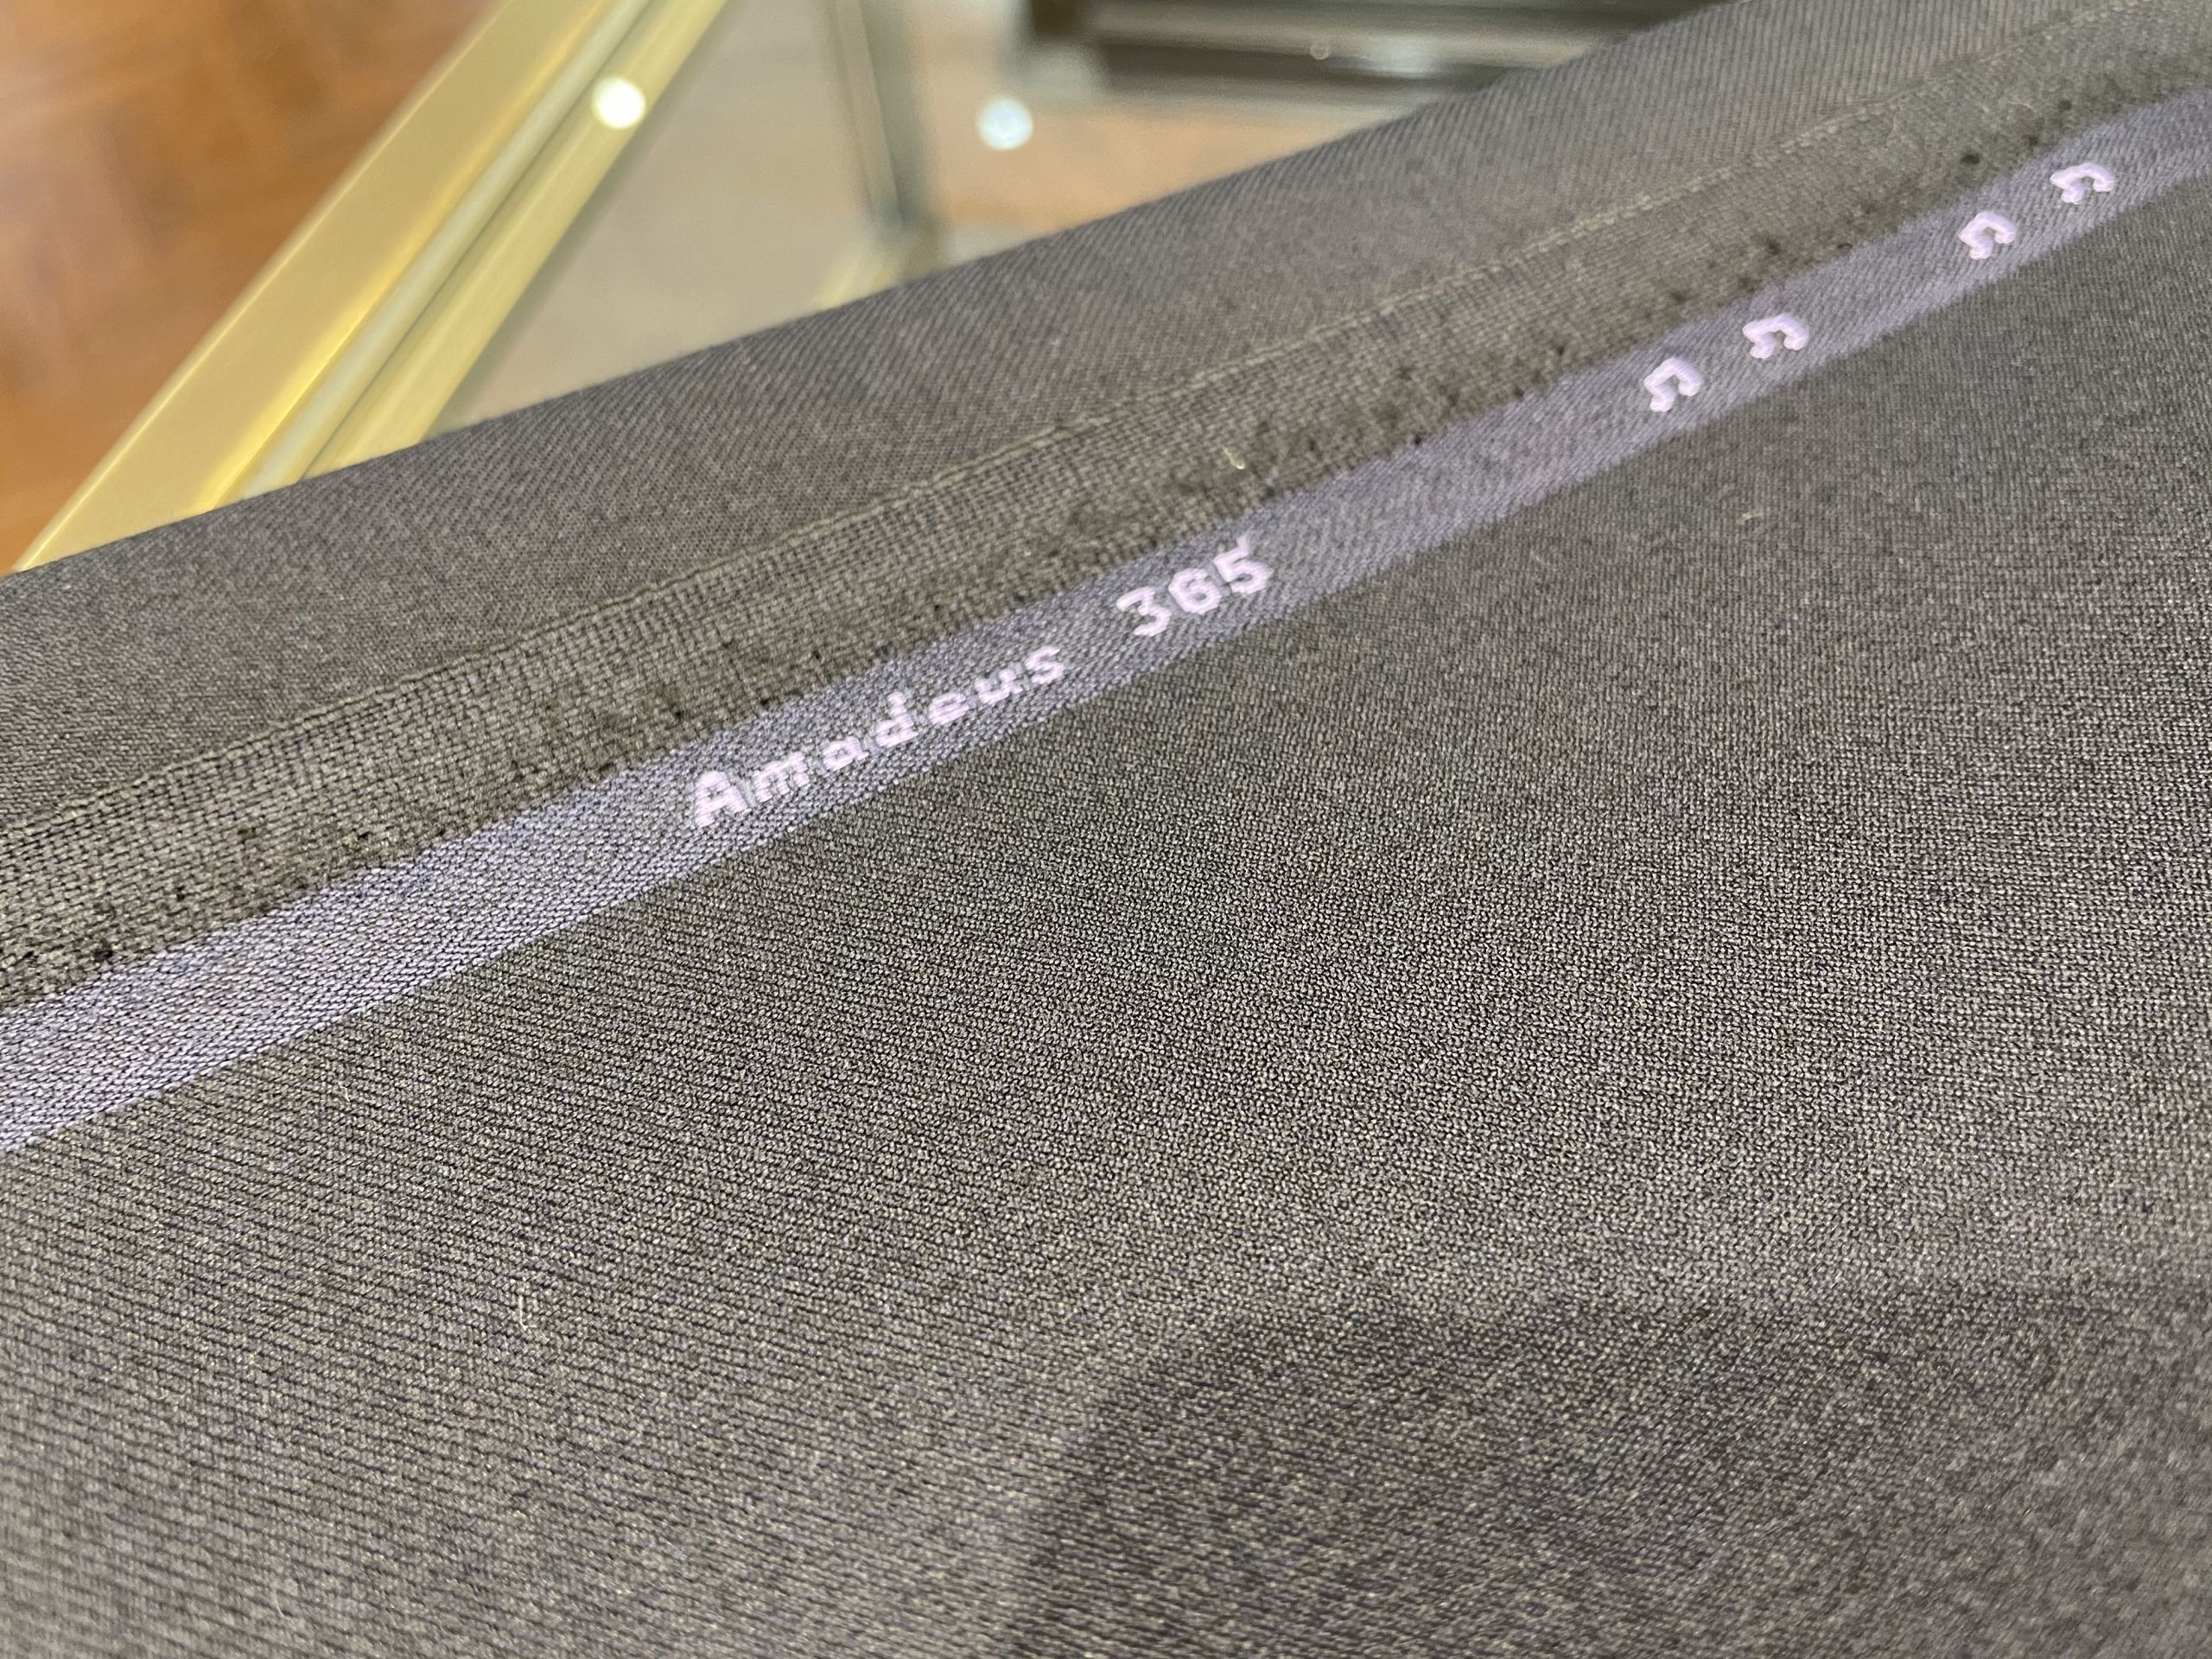 Amadeus 365 ♫ ♫ ♫ ♫